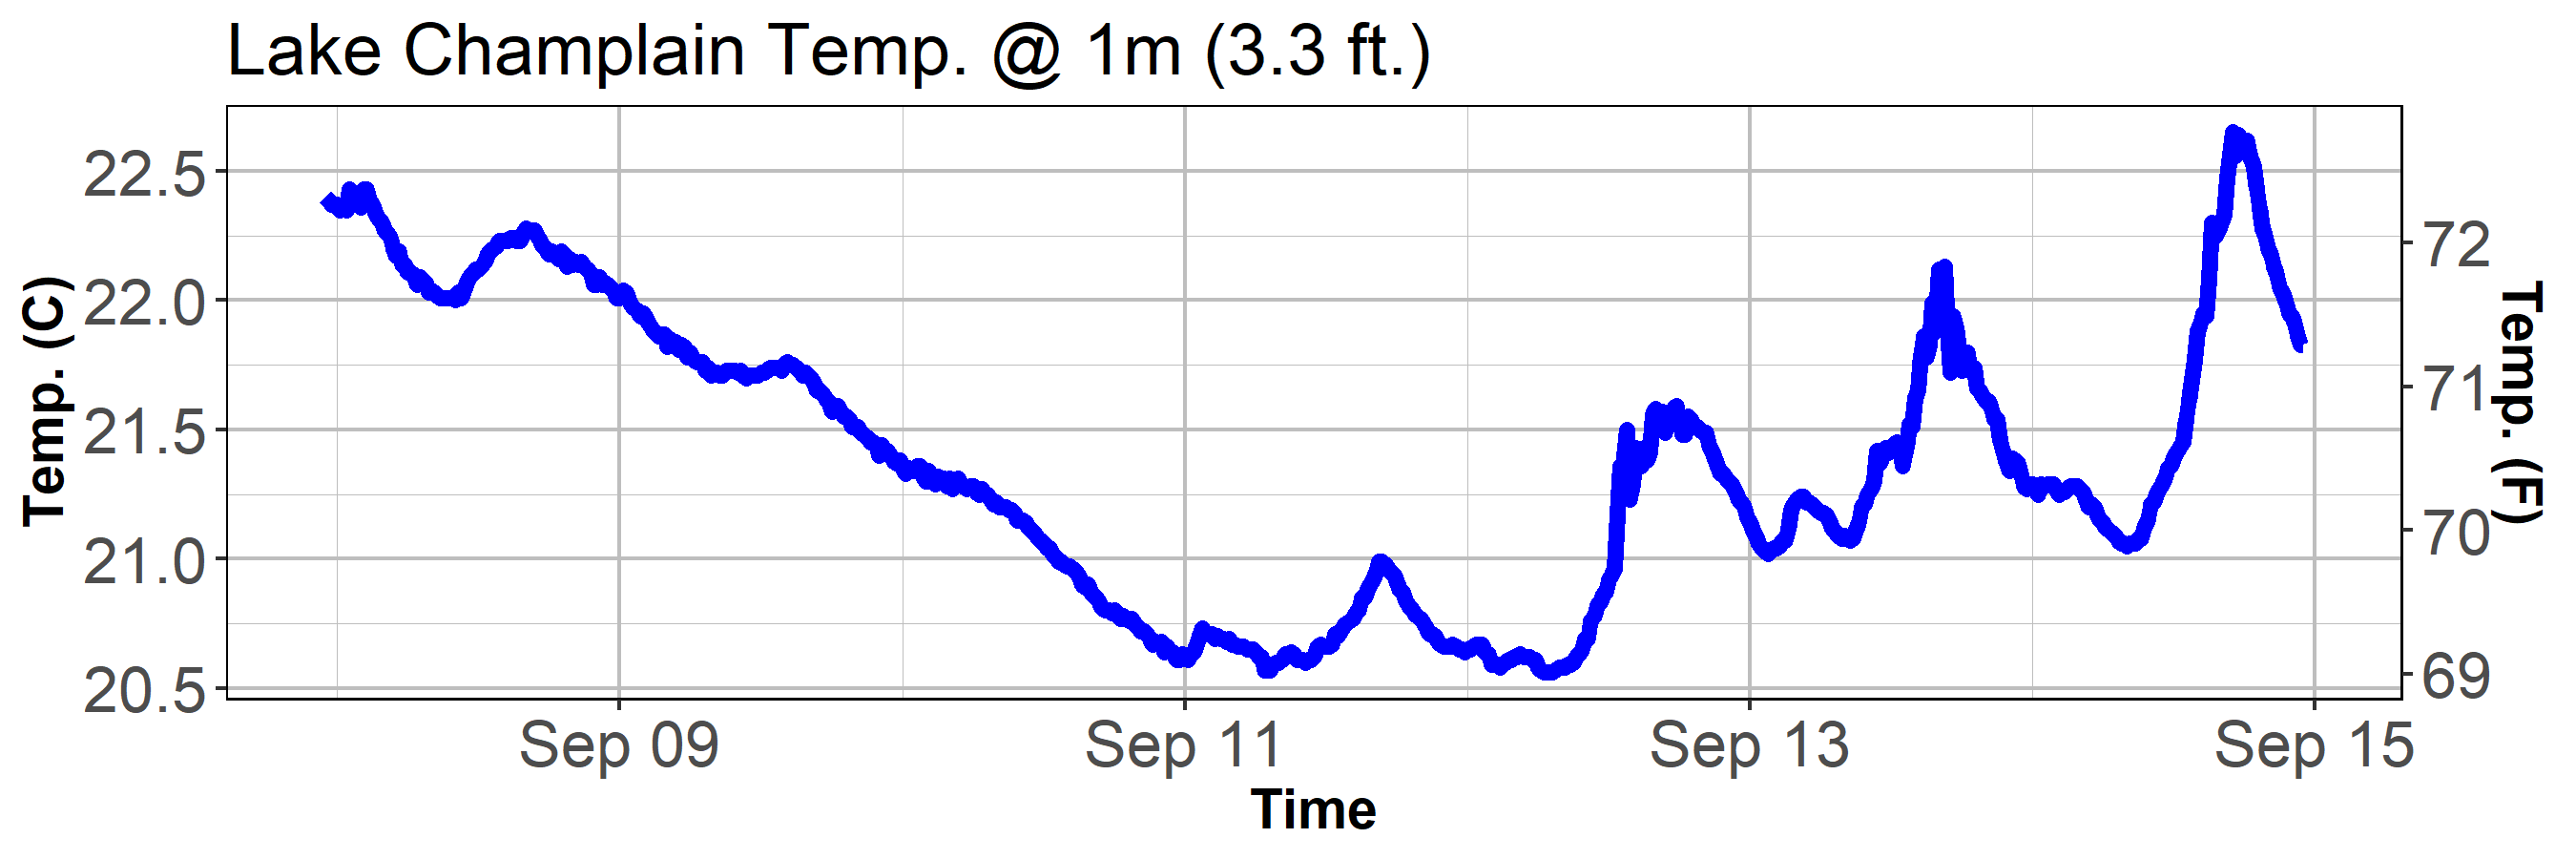 Lake Champlain Temp. @ 1m (3.3 ft.)
Temp. (C)
22.5
22.0
21.5
21.0
20.5
72
71
70
69
Temp. (F)
Sep 09
Sep 11
Sep 13
Sep 15
Time